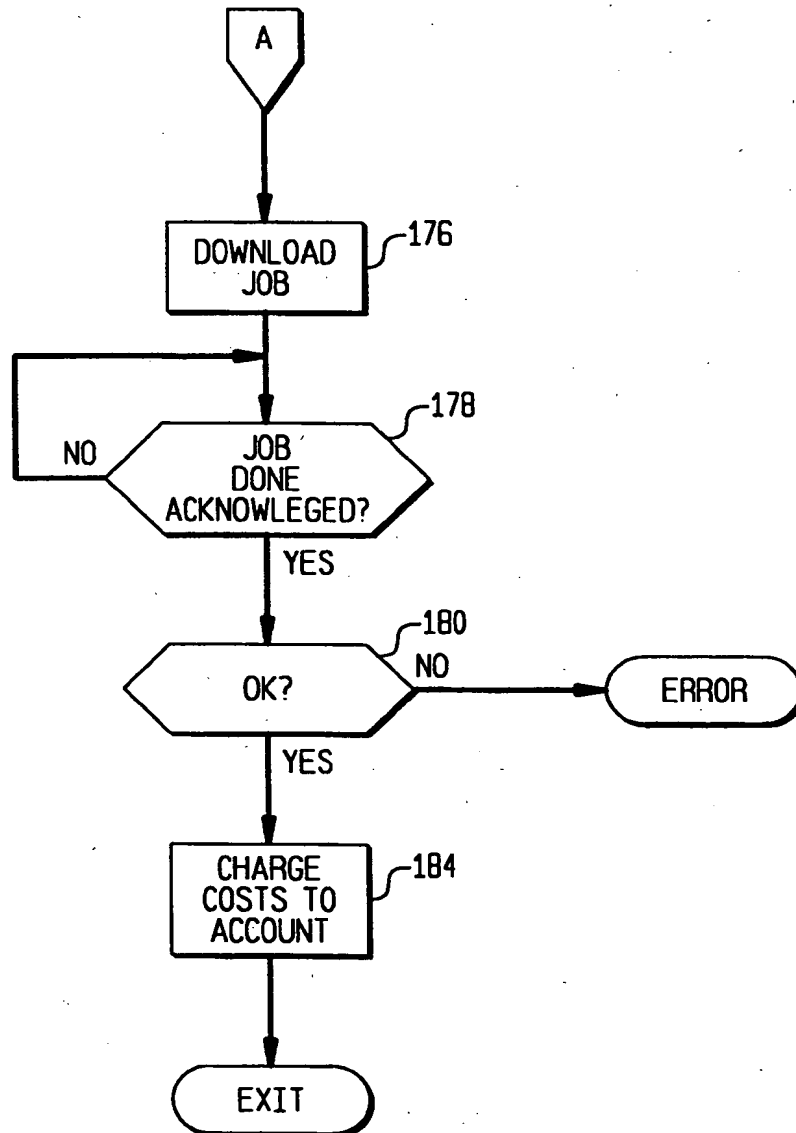 A
DOWNLOAD
JOB
176
178
JOB
DONE
ACKNOWLEGED?
NO
YES
180
OK?
NO
ERROR
YES
CHARGE
COSTS TO
ACCOUNT
184
EXIT